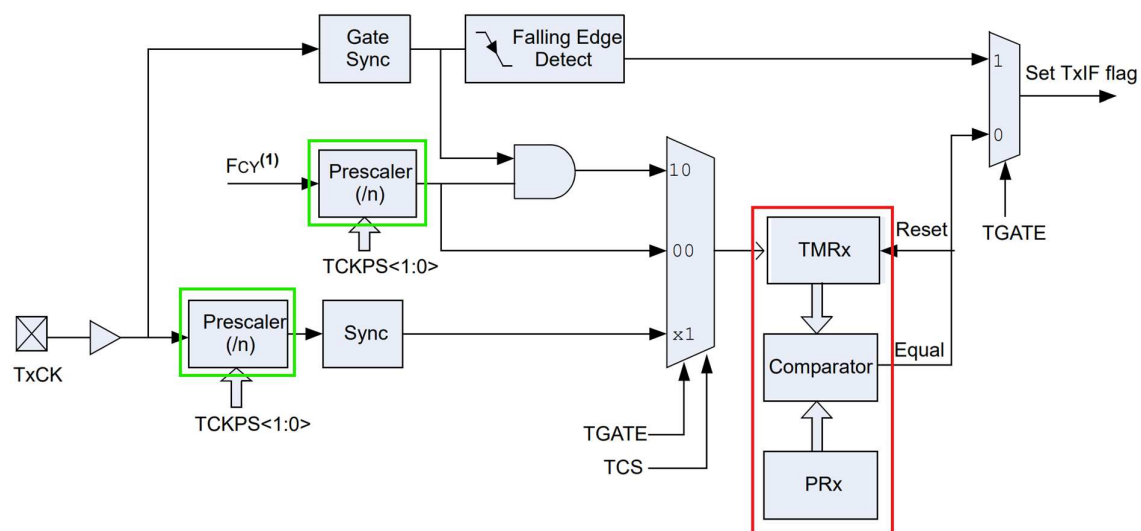 Gate
Sync
Falling Edge
Detect
1
Set TxIF flag
0
FCY(1)
Prescaler
(/n)
10
TGATE
Reset
TMRx
00
TCKPS<1:0>
Prescaler
(/n)
Sync
x1
TxCK
Equal
Comparator
TCKPS<1:0>
TGATE
TCS
PRx